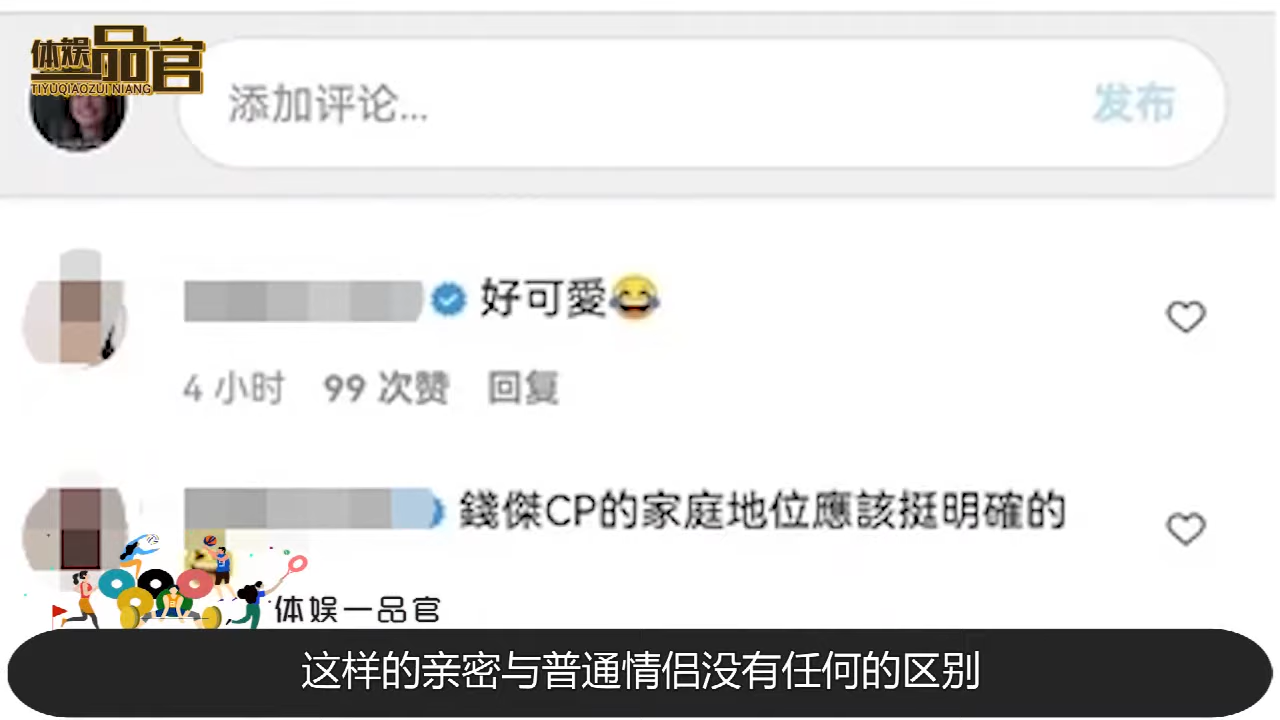 体娱一品官
TIYUQIAOZUI NIANG
添加评论...
发布
好可愛😂
4 小时 99 次赞 回复
錢傑CP的家庭地位應該挺明確的
体娱一品官
这样的亲密与普通情侣没有任何的区别